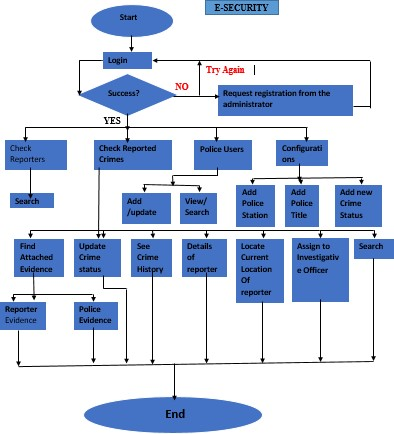 E-SECURITY
Start
Login
Try Again
Success?
NO
Request registration from the
administrator
YES
Check
Reporters
Check Reported
Crimes
Police Users
Configurati
ons
Search
Add
/update
View/
Search
Add
Police
Station
Add
Police
Title
Add new
Crime
Status
Find
Attached
Evidence
Update
Crime
status
See
Crime
History
Details
of
reporter
Locate
Current
Location
Of
reporter
Assign to
Investigativ
e Officer
Search
Reporter
Evidence
Police
Evidence
End